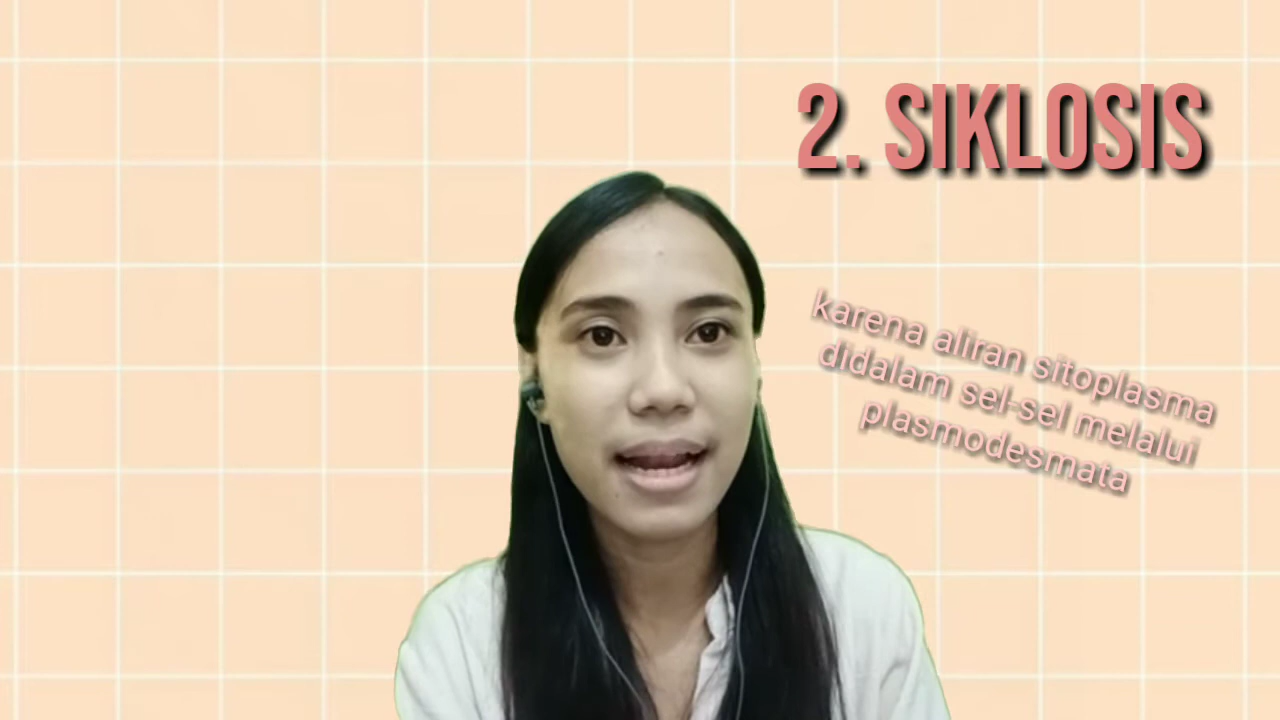 2. SIKLOSIS
karena aliran sitoplasma
didalam sel-sel melalui
plasmodesmata